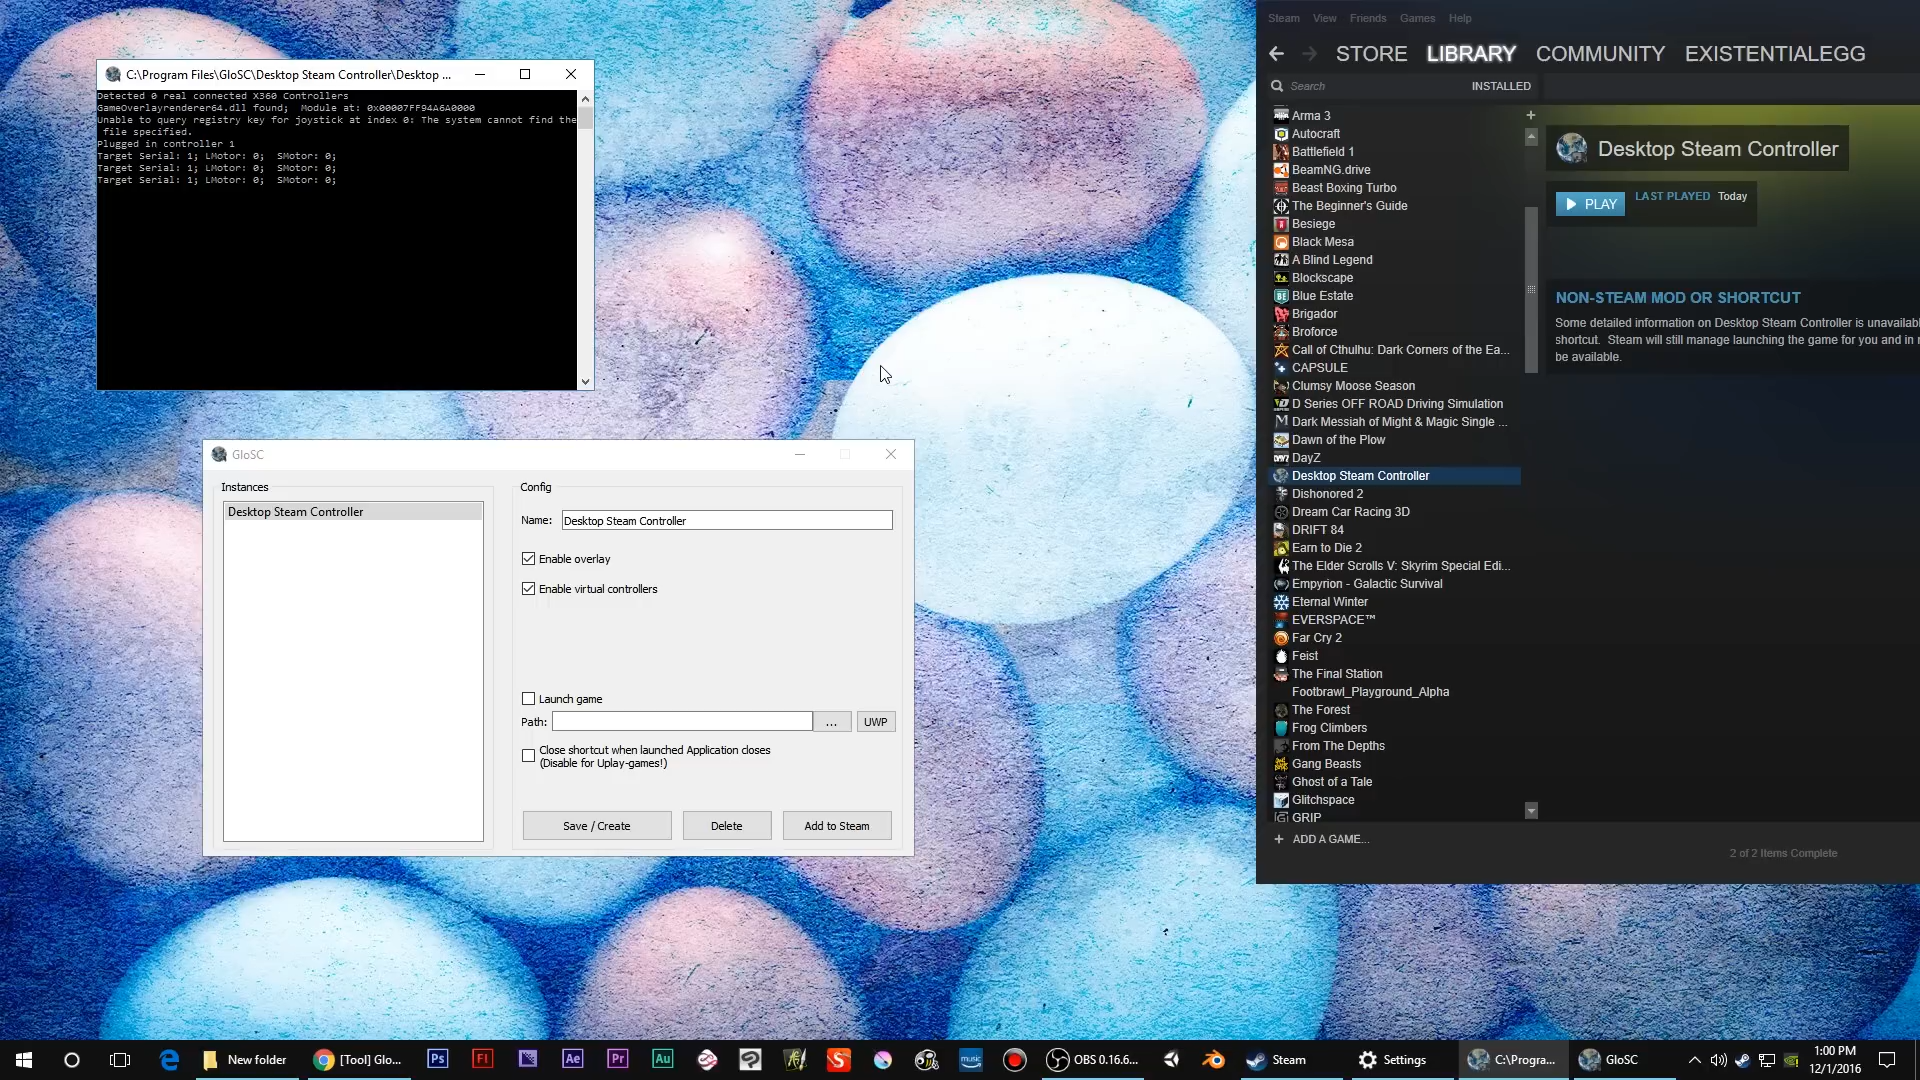 C:\Program Files\GloSC\Desktop Steam Controller\Desktop ...
Detected 0 real connected X360 Controllers
GameOverlayrenderer64.dll found;  Module at: 0x00007FF94A6A0000
Unable to query registry key for joystick at index 0: The system cannot find the
file specified.
Plugged in controller 1
Target Serial: 1; LMotor: 0;  SMotor: 0;
Target Serial: 1; LMotor: 0;  SMotor: 0;
Target Serial: 1; LMotor: 0;  SMotor: 0;
GloSC
Instances
Desktop Steam Controller
Config
Name: Desktop Steam Controller
Enable overlay
Enable virtual controllers
Launch game
Path: ... UWP
Close shortcut when launched Application closes
(Disable for Uplay-games!)
Save / Create Delete Add to Steam
Steam View Friends Games Help
STORE LIBRARY COMMUNITY EXISTENTIALEGG
Search INSTALLED
Arma 3
Autocraft
Battlefield 1
BeamNG.drive
Beast Boxing Turbo
The Beginner's Guide
Besiege
Black Mesa
A Blind Legend
Blockscape
Blue Estate
Brigador
Broforce
Call of Cthulhu: Dark Corners of the Ea...
CAPSULE
Clumsy Moose Season
D Series OFF ROAD Driving Simulation
Dark Messiah of Might & Magic Single ...
Dawn of the Plow
DayZ
Desktop Steam Controller
Dishonored 2
Dream Car Racing 3D
DRIFT 84
Earn to Die 2
The Elder Scrolls V: Skyrim Special Edi...
Empyrion - Galactic Survival
Eternal Winter
EVERSPACE™
Far Cry 2
Feist
The Final Station
Footbrawl_Playground_Alpha
The Forest
Frog Climbers
From The Depths
Gang Beasts
Ghost of a Tale
Glitchspace
GRIP
+ ADD A GAME...
Desktop Steam Controller
PLAY LAST PLAYED Today
NON-STEAM MOD OR SHORTCUT
Some detailed information on Desktop Steam Controller is unavailabl
shortcut.  Steam will still manage launching the game for you and in
be available.
2 of 2 Items Complete
New folder [Tool] Glo... Ps Fl Ae Pr Au music OBS 0.16.6... Steam Settings C:\Progra... GloSC 1:00 PM
12/1/2016